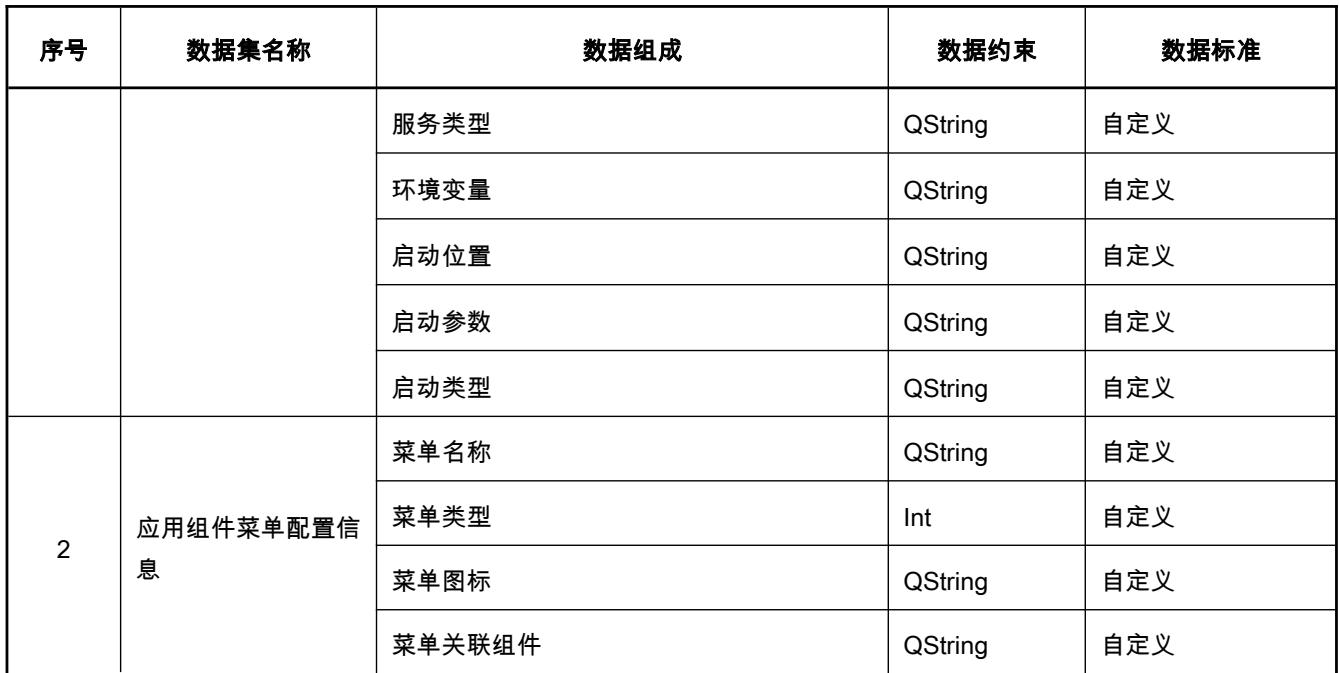 序号 数据集名称 数据组成 数据约束 数据标准
服务类型 QString 自定义
环境变量 QString 自定义
启动位置 QString 自定义
启动参数 QString 自定义
启动类型 QString 自定义
菜单名称 QString 自定义
2 应用组件菜单配置信
息
菜单类型 Int 自定义
菜单图标 QString 自定义
菜单关联组件 QString 自定义